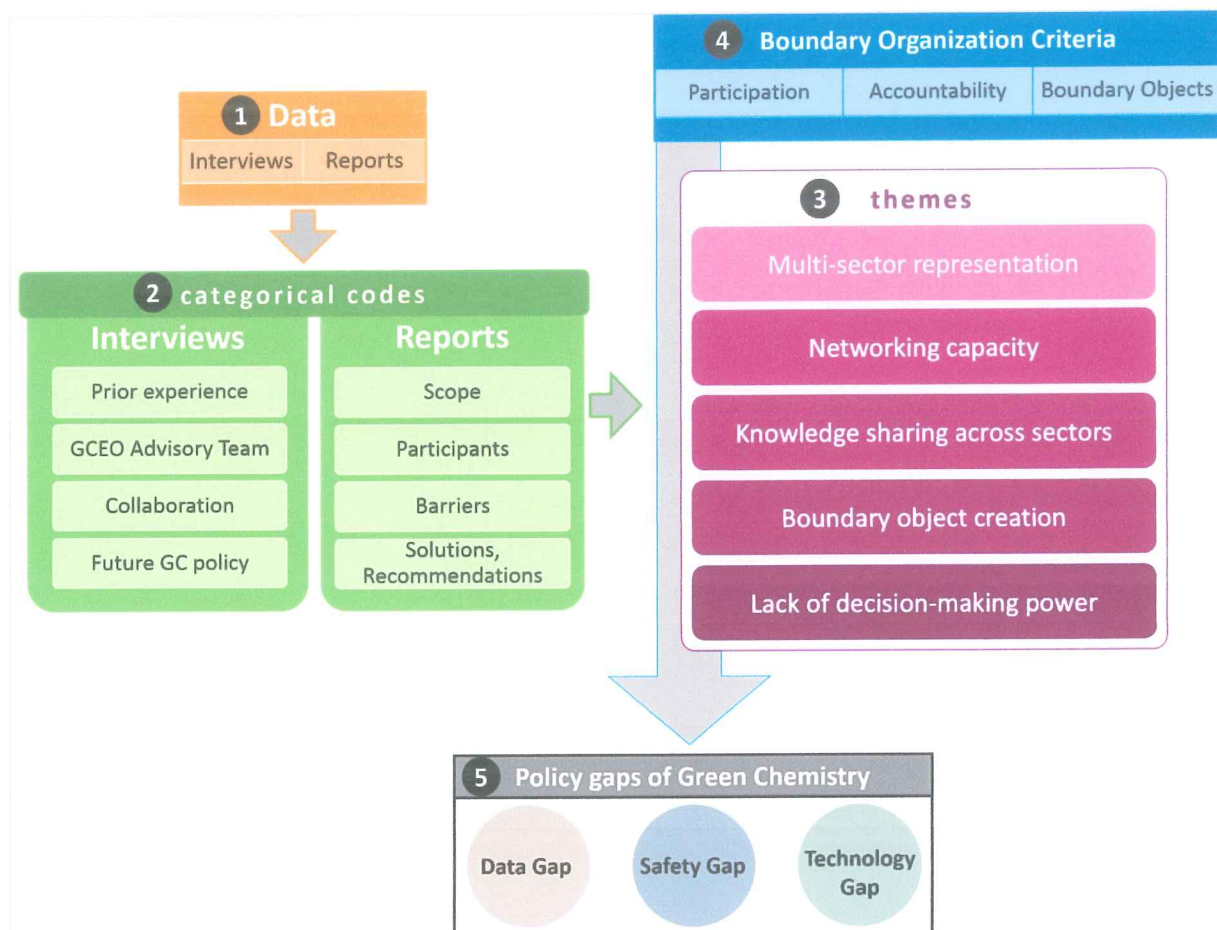 1 Data
Interviews Reports
2 categorical codes
Interviews
Prior experience
GCEO Advisory Team
Collaboration
Future GC policy
Reports
Scope
Participants
Barriers
Solutions,
Recommendations
4 Boundary Organization Criteria
Participation Accountability Boundary Objects
3 themes
Multi-sector representation
Networking capacity
Knowledge sharing across sectors
Boundary object creation
Lack of decision-making power
5 Policy gaps of Green Chemistry
Data Gap
Safety Gap
Technology
Gap